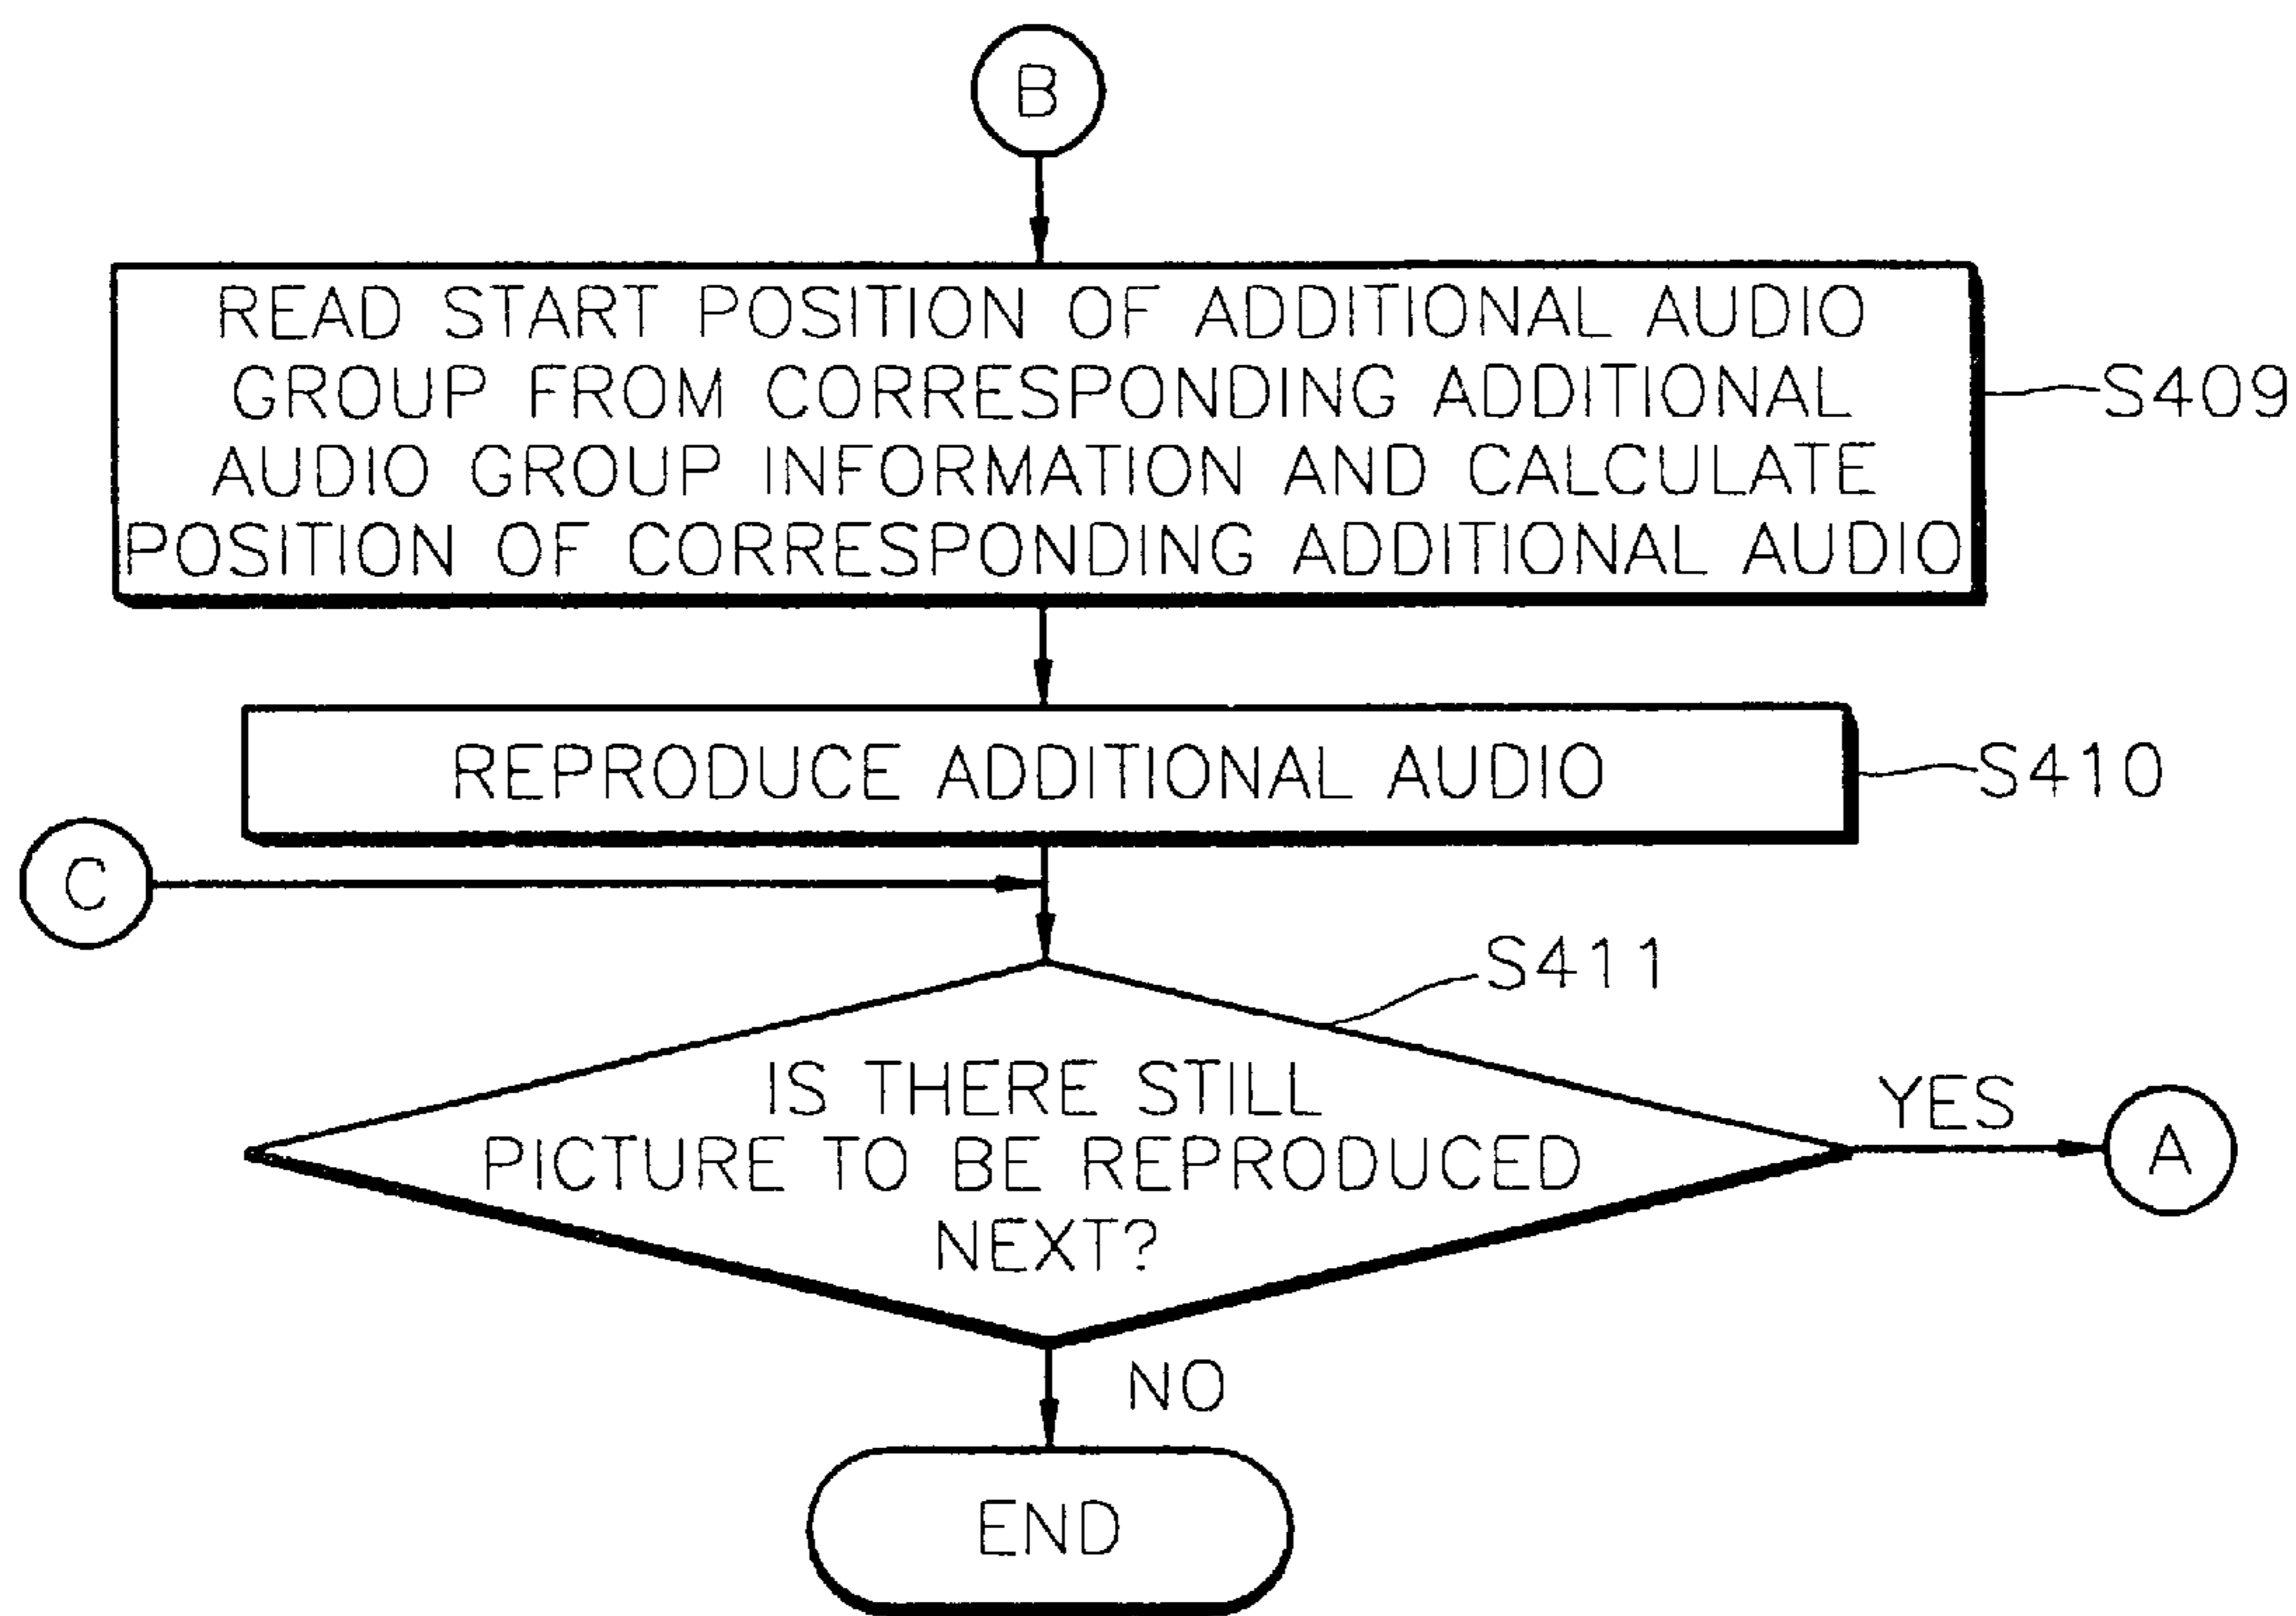 B
READ START POSITION OF ADDITIONAL AUDIO
GROUP FROM CORRESPONDING ADDITIONAL
AUDIO GROUP INFORMATION AND CALCULATE
POSITION OF CORRESPONDING ADDITIONAL AUDIO
S409
REPRODUCE ADDITIONAL AUDIO
S410
C
S411
IS THERE STILL
PICTURE TO BE REPRODUCED
NEXT?
YES
A
NO
END